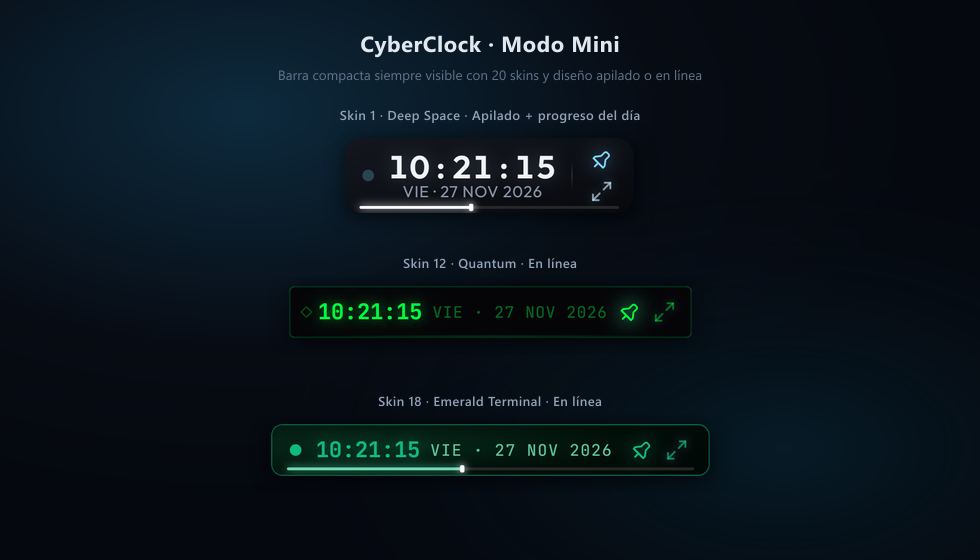 CyberClock · Modo Mini
Barra compacta siempre visible con 20 skins y diseño apilado o en línea
Skin 1 · Deep Space · Apilado + progreso del día
10:21:15
VIE · 27 NOV 2026
Skin 12 · Quantum · En línea
10:21:15 VIE · 27 NOV 2026
Skin 18 · Emerald Terminal · En línea
10:21:15 VIE · 27 NOV 2026